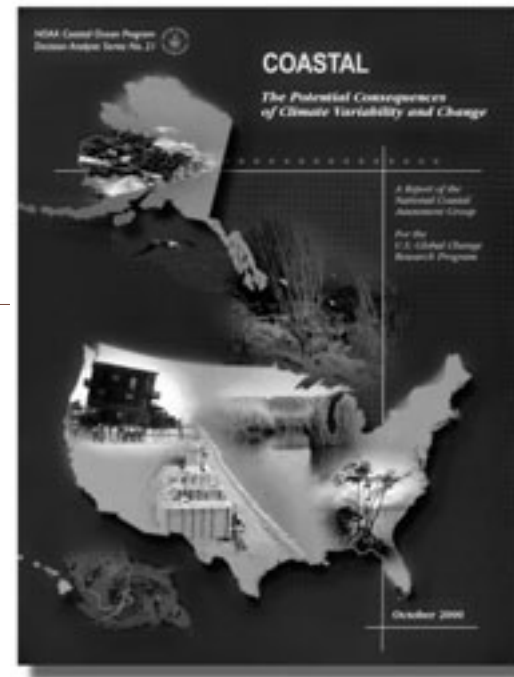 NOAA Coastal Ocean Program
Decision Analysis Series No. 21
COASTAL
The Potential Consequences
of Climate Variability and Change
A Report of the
National Coastal
Assessment Group
For the
U.S. Global Change
Research Program
October 2000